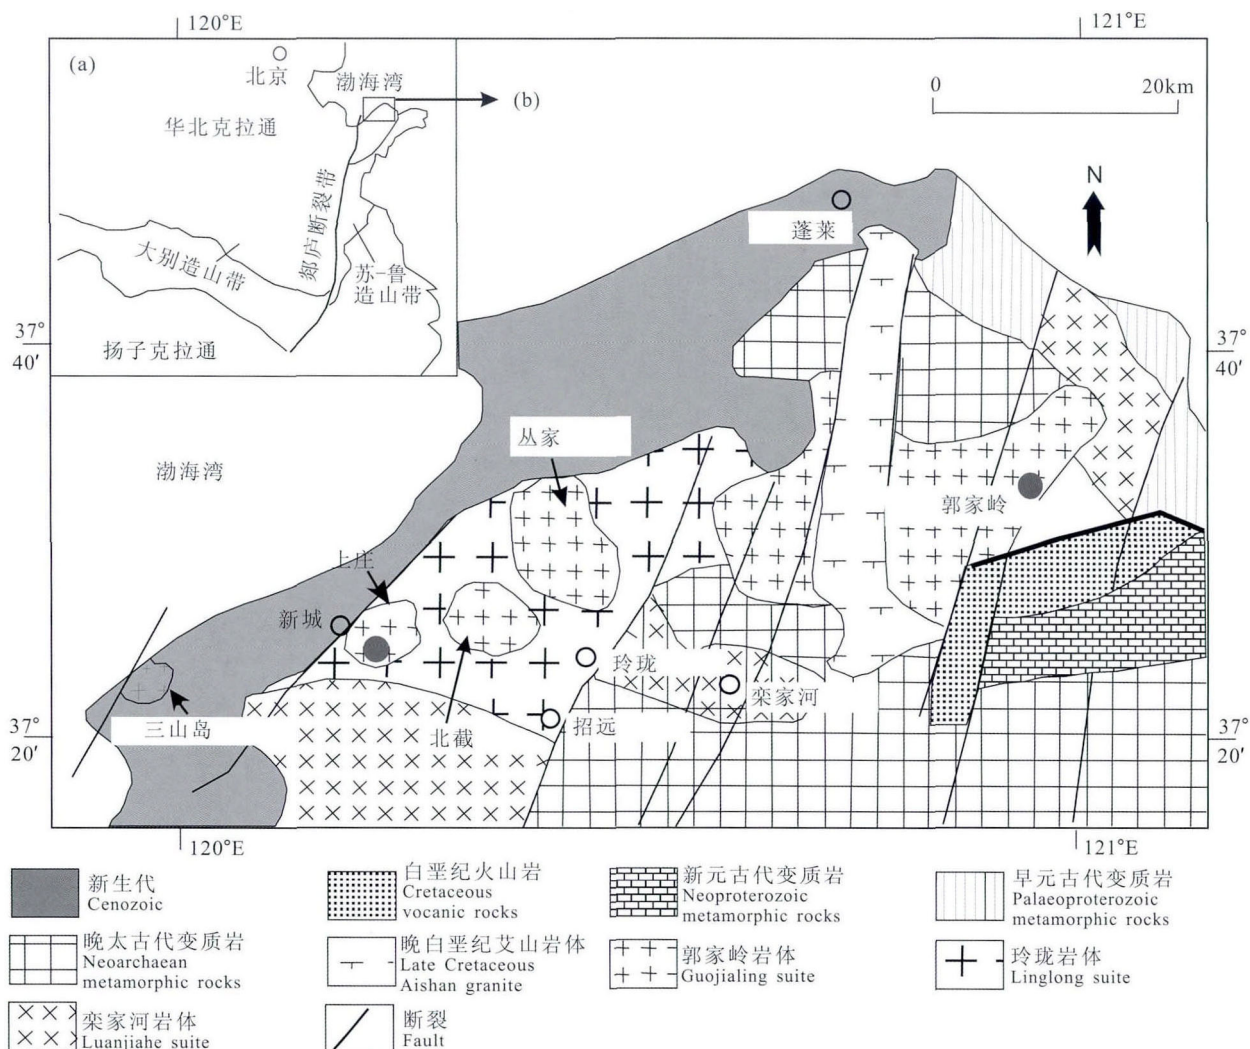 120°E
121°E
(a)
北京
渤海湾
(b)
0
20km
华北克拉通
N
郯庐断裂带
蓬莱
大别造山带
苏-鲁
造山带
37°
40′
37°
40′
扬子克拉通
丛家
渤海湾
郭家岭
上庄
新城
玲珑
栾家河
三山岛
北截
招远
37°
20′
37°
20′
120°E
121°E
新生代
Cenozoic
白垩纪火山岩
Cretaceous
vocanic rocks
新元古代变质岩
Neoproterozoic
metamorphic rocks
早元古代变质岩
Palaeoproterozoic
metamorphic rocks
晚太古代变质岩
Neoarchaean
metamorphic rocks
晚白垩纪艾山岩体
Late Cretaceous
Aishan granite
郭家岭岩体
Guojialing suite
玲珑岩体
Linglong suite
栾家河岩体
Luanjiahe suite
断裂
Fault